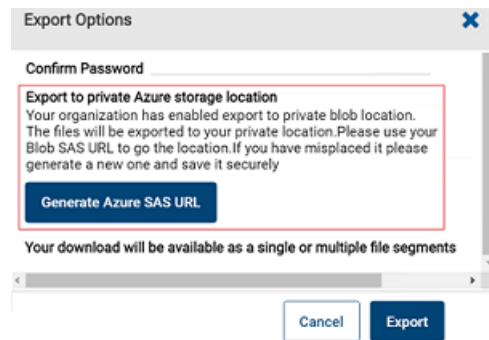 Export Options
Confirm Password
Export to private Azure storage location
Your organization has enabled export to private blob location.
The files will be exported to your private location.Please use your
Blob SAS URL to go the location.If you have misplaced it please
generate a new one and save it securely
Generate Azure SAS URL
Your download will be available as a single or multiple file segments
Cancel
Export